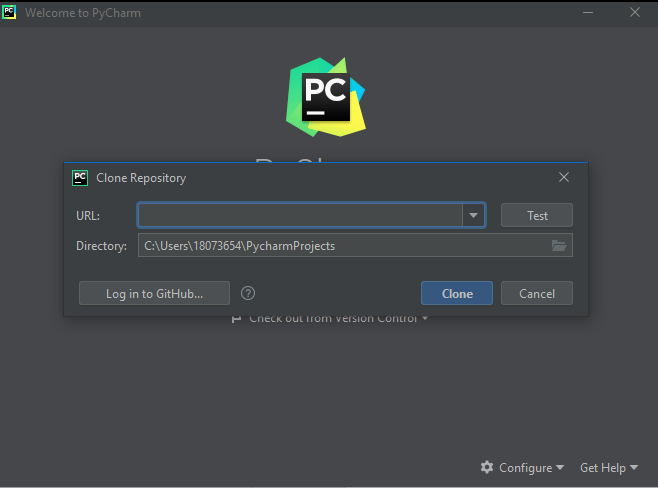 PC
Welcome to PyCharm
PC
PC
Clone Repository
URL:
Test
Directory:
C:\Users\18073654\PycharmProjects
Log in to GitHub...
?
Clone
Cancel
Check out from Version Control
Configure
Get Help